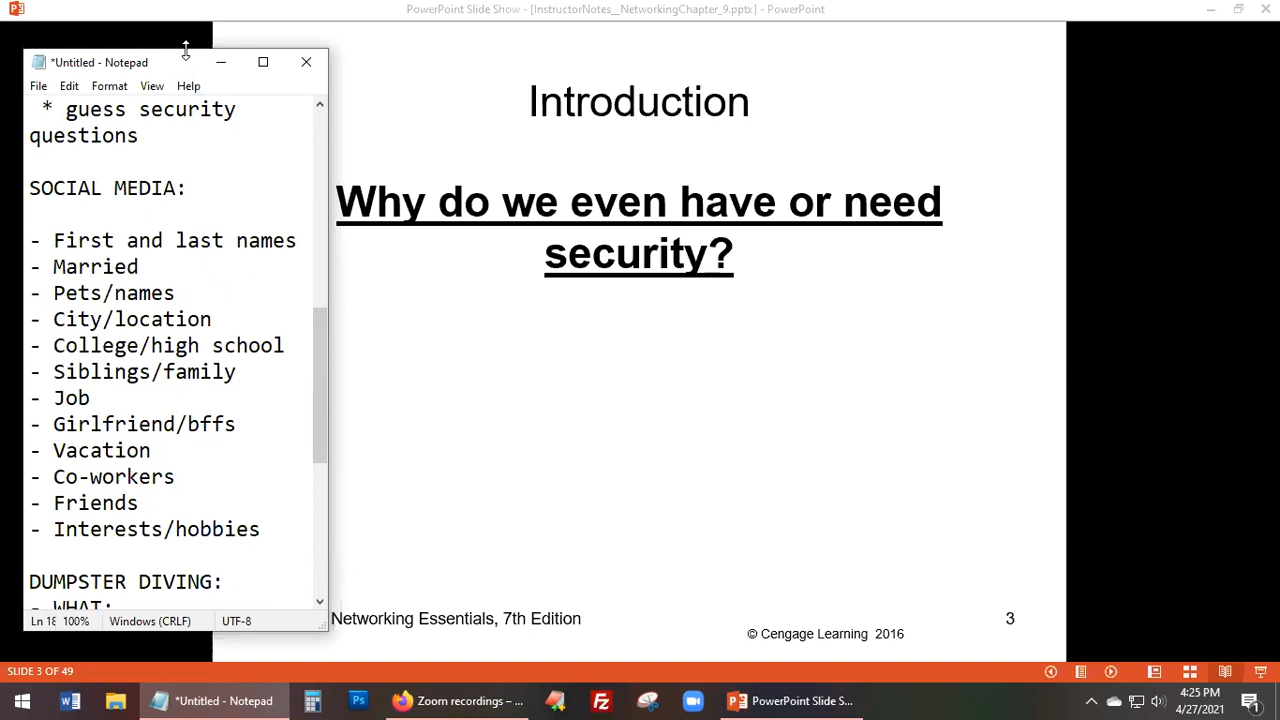 PowerPoint Slide Show - [InstructorNotes__NetworkingChapter_9.pptx] - PowerPoint
*Untitled - Notepad
File Edit Format View Help
* guess security
questions
SOCIAL MEDIA:
- First and last names
- Married
- Pets/names
- City/location
- College/high school
- Siblings/family
- Job
- Girlfriend/bffs
- Vacation
- Co-workers
- Friends
- Interests/hobbies
DUMPSTER DIVING:
- WHAT:
Ln 18 100% Windows (CRLF) UTF-8
Introduction
Why do we even have or need
security?
Networking Essentials, 7th Edition
3
© Cengage Learning 2016
SLIDE 3 OF 49
*Untitled - Notepad
Zoom recordings – ...
PowerPoint Slide S...
4:25 PM
4/27/2021
1